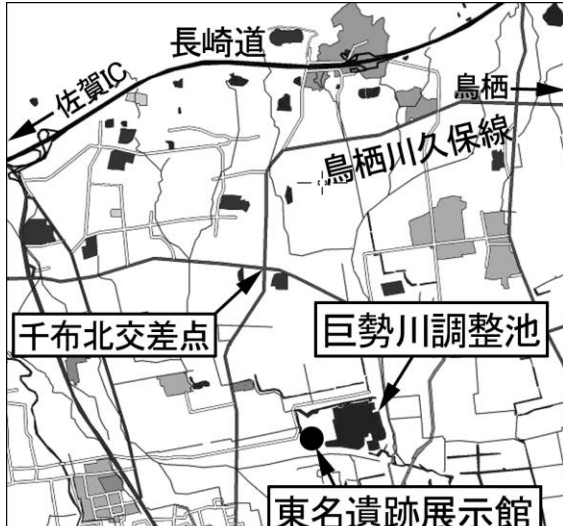 長崎道
佐賀IC
鳥栖
鳥栖川久保線
千布北交差点
巨勢川調整池
東名遺跡展示館